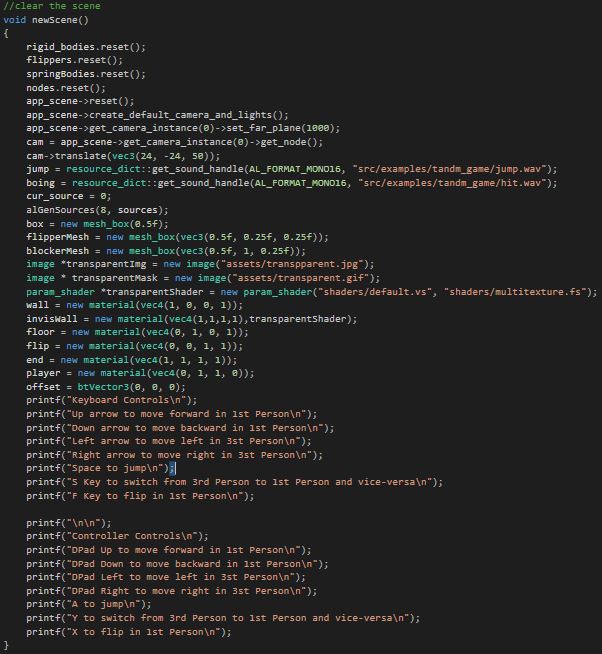 //clear the scene
void newScene()
{
rigid_bodies.reset();
flippers.reset();
springBodies.reset();
nodes.reset();
app_scene->reset();
app_scene->create_default_camera_and_lights();
app_scene->get_camera_instance(0)->set_far_plane(1000);
cam = app_scene->get_camera_instance(0)->get_node();
cam->translate(vec3(24, -24, 50));
jump = resource_dict::get_sound_handle(AL_FORMAT_MONO16, "src/examples/tandm_game/jump.wav");
boing = resource_dict::get_sound_handle(AL_FORMAT_MONO16, "src/examples/tandm_game/hit.wav");
cur_source = 0;
alGenSources(8, sources);
box = new mesh_box(0.5f);
flipperMesh = new mesh_box(vec3(0.5f, 0.25f, 0.25f));
blockerMesh = new mesh_box(vec3(0.5f, 1, 0.25f));
image *transparentImg = new image("assets/transpparent.jpg");
image * transparentMask = new image("assets/transparent.gif");
param_shader *transparentShader = new param_shader("shaders/default.vs", "shaders/multitexture.fs");
wall = new material(vec4(1, 0, 0, 1));
invisWall = new material(vec4(1,1,1,1),transparentShader);
floor = new material(vec4(0, 1, 0, 1));
flip = new material(vec4(0, 0, 1, 1));
end = new material(vec4(1, 1, 1, 1));
player = new material(vec4(0, 1, 1, 0));
offset = btVector3(0, 0, 0);
printf("Keyboard Controls\n");
printf("Up arrow to move forward in 1st Person\n");
printf("Down arrow to move backward in 1st Person\n");
printf("Left arrow to move left in 3st Person\n");
printf("Right arrow to move right in 3st Person\n");
printf("Space to jump\n");
printf("S Key to switch from 3rd Person to 1st Person and vice-versa\n");
printf("F Key to flip in 1st Person\n");
printf("\n\n");
printf("Controller Controls\n");
printf("DPad Up to move forward in 1st Person\n");
printf("DPad Down to move backward in 1st Person\n");
printf("DPad Left to move left in 3st Person\n");
printf("DPad Right to move right in 3st Person\n");
printf("A to jump\n");
printf("Y to switch from 3rd Person to 1st Person and vice-versa\n");
printf("X to flip in 1st Person\n");
}